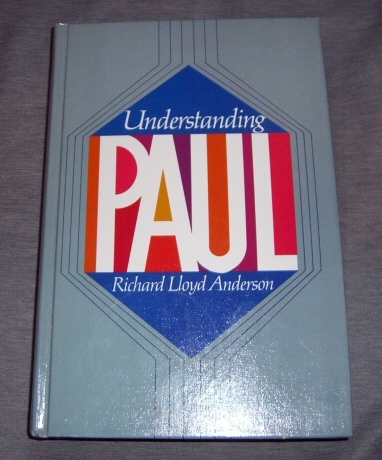 Understanding
PAUL
Richard Lloyd Anderson